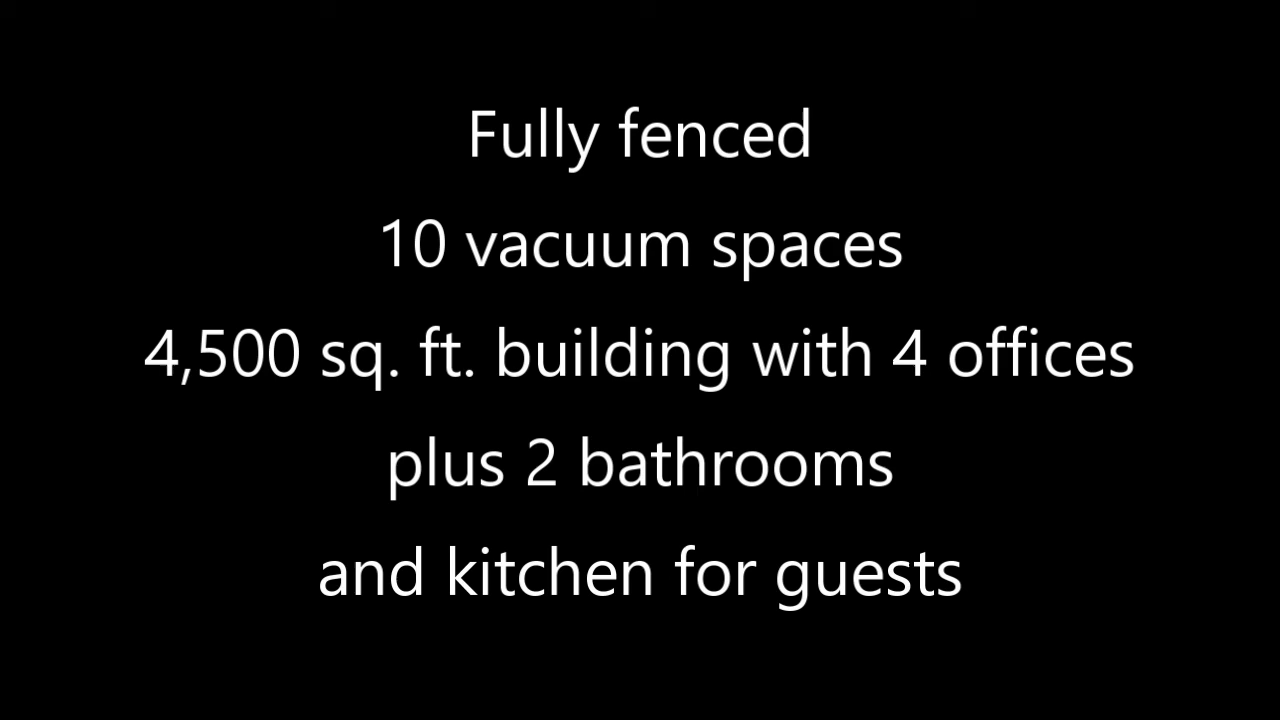 Fully fenced
10 vacuum spaces
4,500 sq. ft. building with 4 offices
plus 2 bathrooms
and kitchen for guests